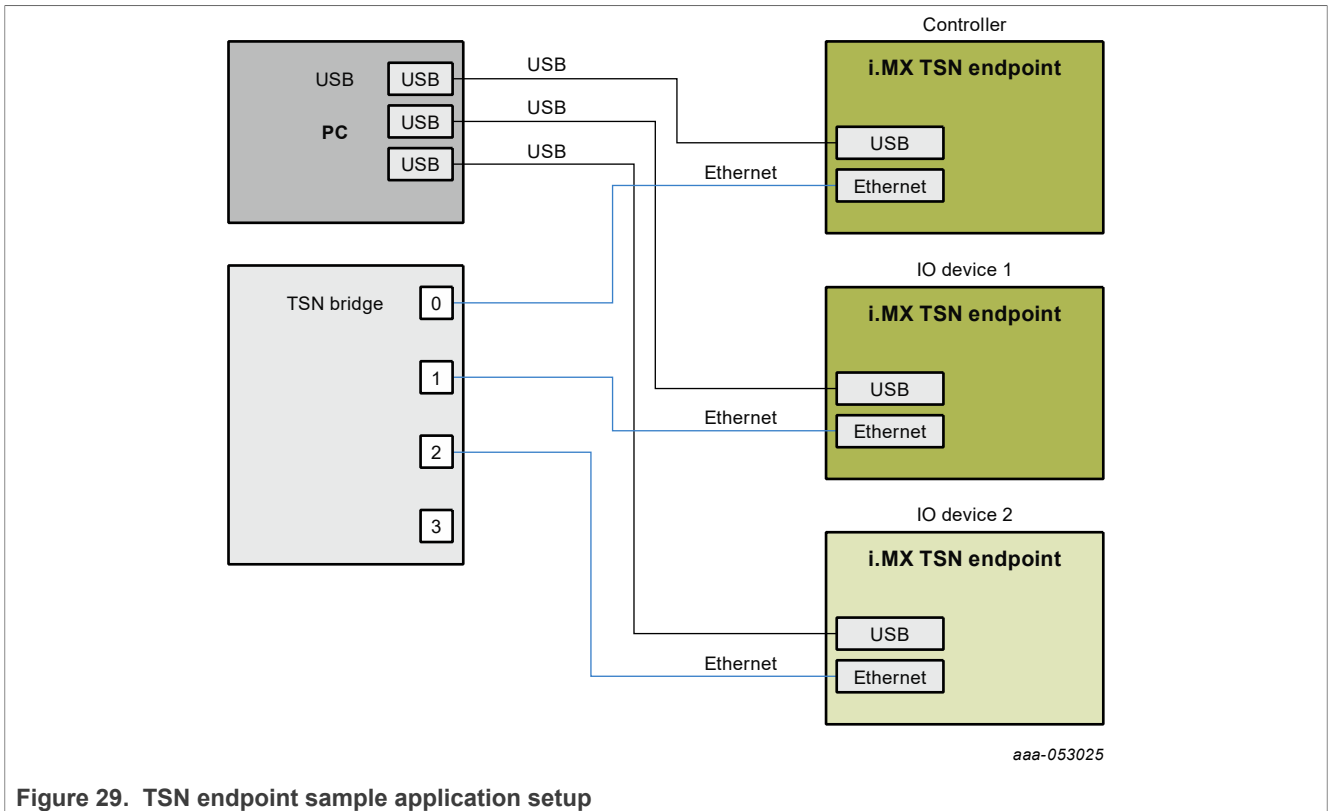 Controller
i.MX TSN endpoint
USB
Ethernet
USB
PC
USB
USB
USB
USB
USB
USB
Ethernet
TSN bridge
0
1
2
3
IO device 1
i.MX TSN endpoint
USB
Ethernet
Ethernet
IO device 2
i.MX TSN endpoint
USB
Ethernet
Ethernet
aaa-053025
Figure 29. TSN endpoint sample application setup